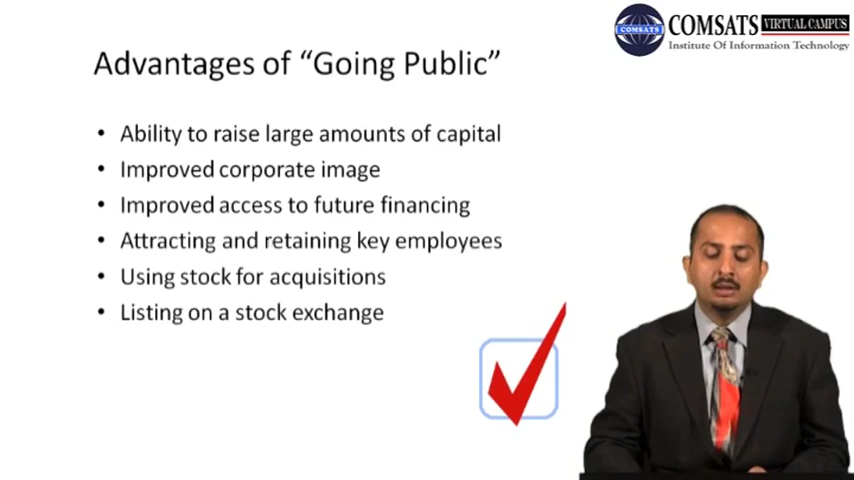 COMSATS VIRTUAL CAMPUS
COMSATS
Institute Of Information Technology
Advantages of “Going Public”
• Ability to raise large amounts of capital
• Improved corporate image
• Improved access to future financing
• Attracting and retaining key employees
• Using stock for acquisitions
• Listing on a stock exchange